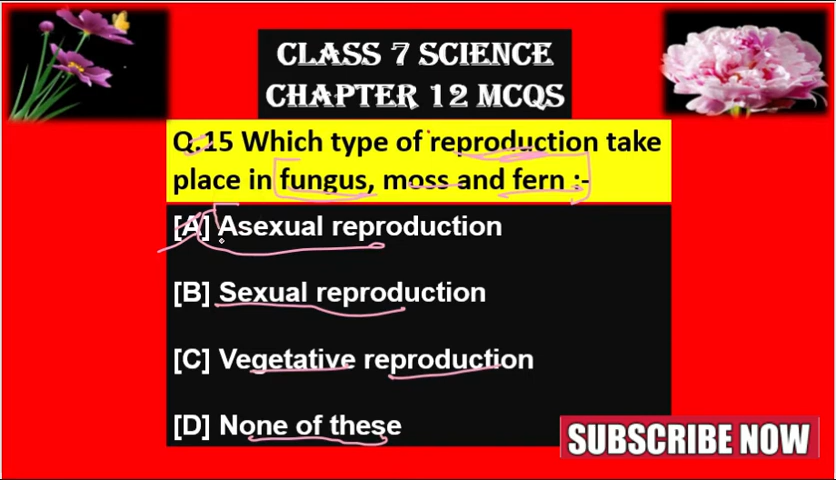 CLASS 7 SCIENCE
CHAPTER 12 MCQS
Q.15 Which type of reproduction take
place in fungus, moss and fern :-
[A] Asexual reproduction
[B] Sexual reproduction
[C] Vegetative reproduction
[D] None of these
SUBSCRIBE NOW